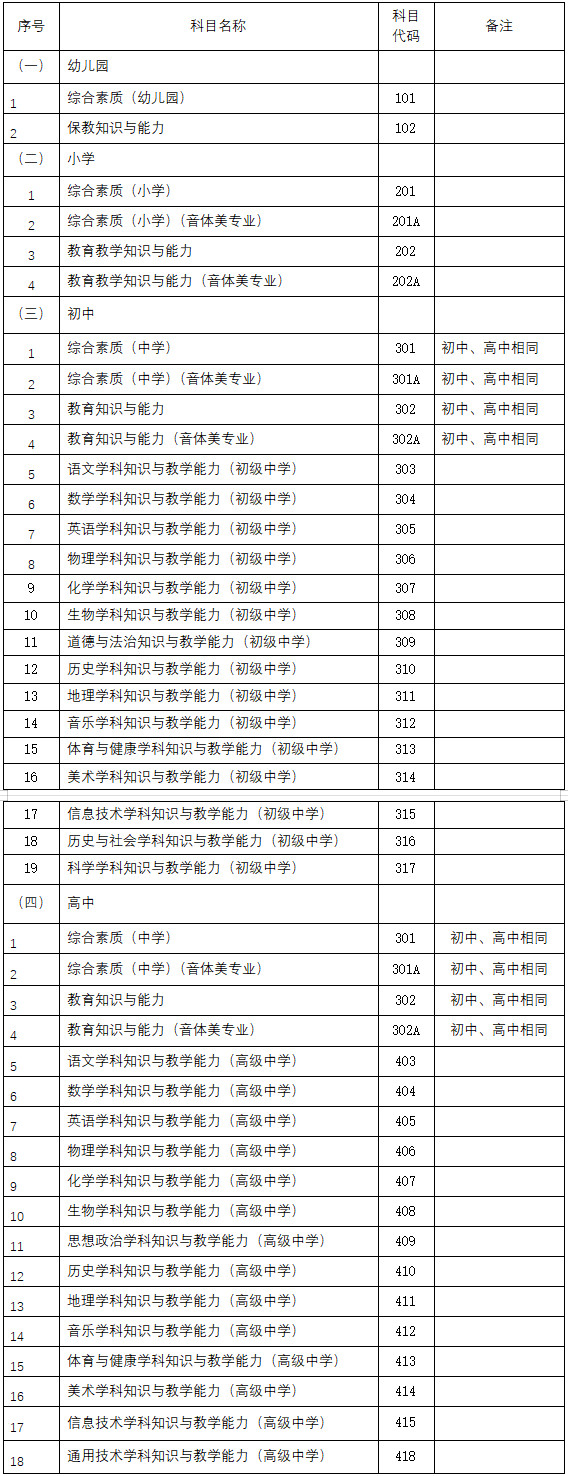 序号 科目名称 科目代码 备注
（一） 幼儿园
1 综合素质（幼儿园） 101
2 保教知识与能力 102
（二） 小学
1 综合素质（小学） 201
2 综合素质（小学）（音体美专业） 201A
3 教育教学知识与能力 202
4 教育教学知识与能力（音体美专业） 202A
（三） 初中
1 综合素质（中学） 301 初中、高中相同
2 综合素质（中学）（音体美专业） 301A 初中、高中相同
3 教育知识与能力 302 初中、高中相同
4 教育知识与能力（音体美专业） 302A 初中、高中相同
5 语文学科知识与教学能力（初级中学） 303
6 数学学科知识与教学能力（初级中学） 304
7 英语学科知识与教学能力（初级中学） 305
8 物理学科知识与教学能力（初级中学） 306
9 化学学科知识与教学能力（初级中学） 307
10 生物学科知识与教学能力（初级中学） 308
11 道德与法治知识与教学能力（初级中学） 309
12 历史学科知识与教学能力（初级中学） 310
13 地理学科知识与教学能力（初级中学） 311
14 音乐学科知识与教学能力（初级中学） 312
15 体育与健康学科知识与教学能力（初级中学） 313
16 美术学科知识与教学能力（初级中学） 314
17 信息技术学科知识与教学能力（初级中学） 315
18 历史与社会学科知识与教学能力（初级中学） 316
19 科学学科知识与教学能力（初级中学） 317
（四） 高中
1 综合素质（中学） 301 初中、高中相同
2 综合素质（中学）（音体美专业） 301A 初中、高中相同
3 教育知识与能力 302 初中、高中相同
4 教育知识与能力（音体美专业） 302A 初中、高中相同
5 语文学科知识与教学能力（高级中学） 403
6 数学学科知识与教学能力（高级中学） 404
7 英语学科知识与教学能力（高级中学） 405
8 物理学科知识与教学能力（高级中学） 406
9 化学学科知识与教学能力（高级中学） 407
10 生物学科知识与教学能力（高级中学） 408
11 思想政治学科知识与教学能力（高级中学） 409
12 历史学科知识与教学能力（高级中学） 410
13 地理学科知识与教学能力（高级中学） 411
14 音乐学科知识与教学能力（高级中学） 412
15 体育与健康学科知识与教学能力（高级中学） 413
16 美术学科知识与教学能力（高级中学） 414
17 信息技术学科知识与教学能力（高级中学） 415
18 通用技术学科知识与教学能力（高级中学） 418